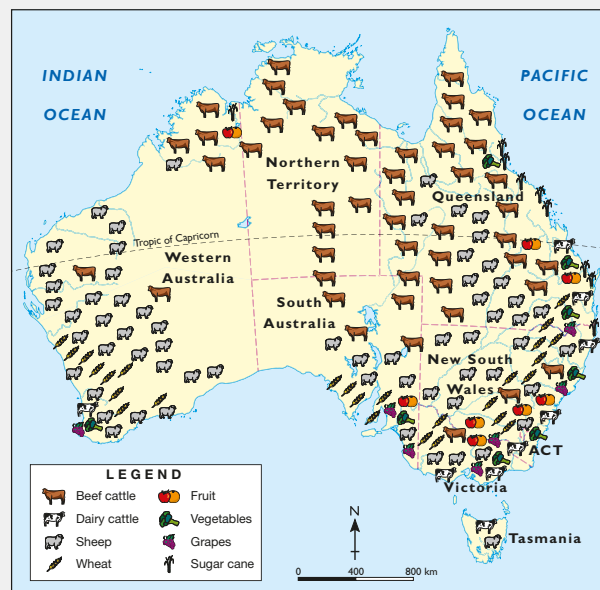 INDIAN
OCEAN
PACIFIC
OCEAN
Northern
Territory
Queensland
Tropic of Capricorn
Western
Australia
South
Australia
New South
Wales
ACT
Victoria
Tasmania
LEGEND
Beef cattle
Fruit
Dairy cattle
Vegetables
Sheep
Grapes
Wheat
Sugar cane
N
0 400 800 km